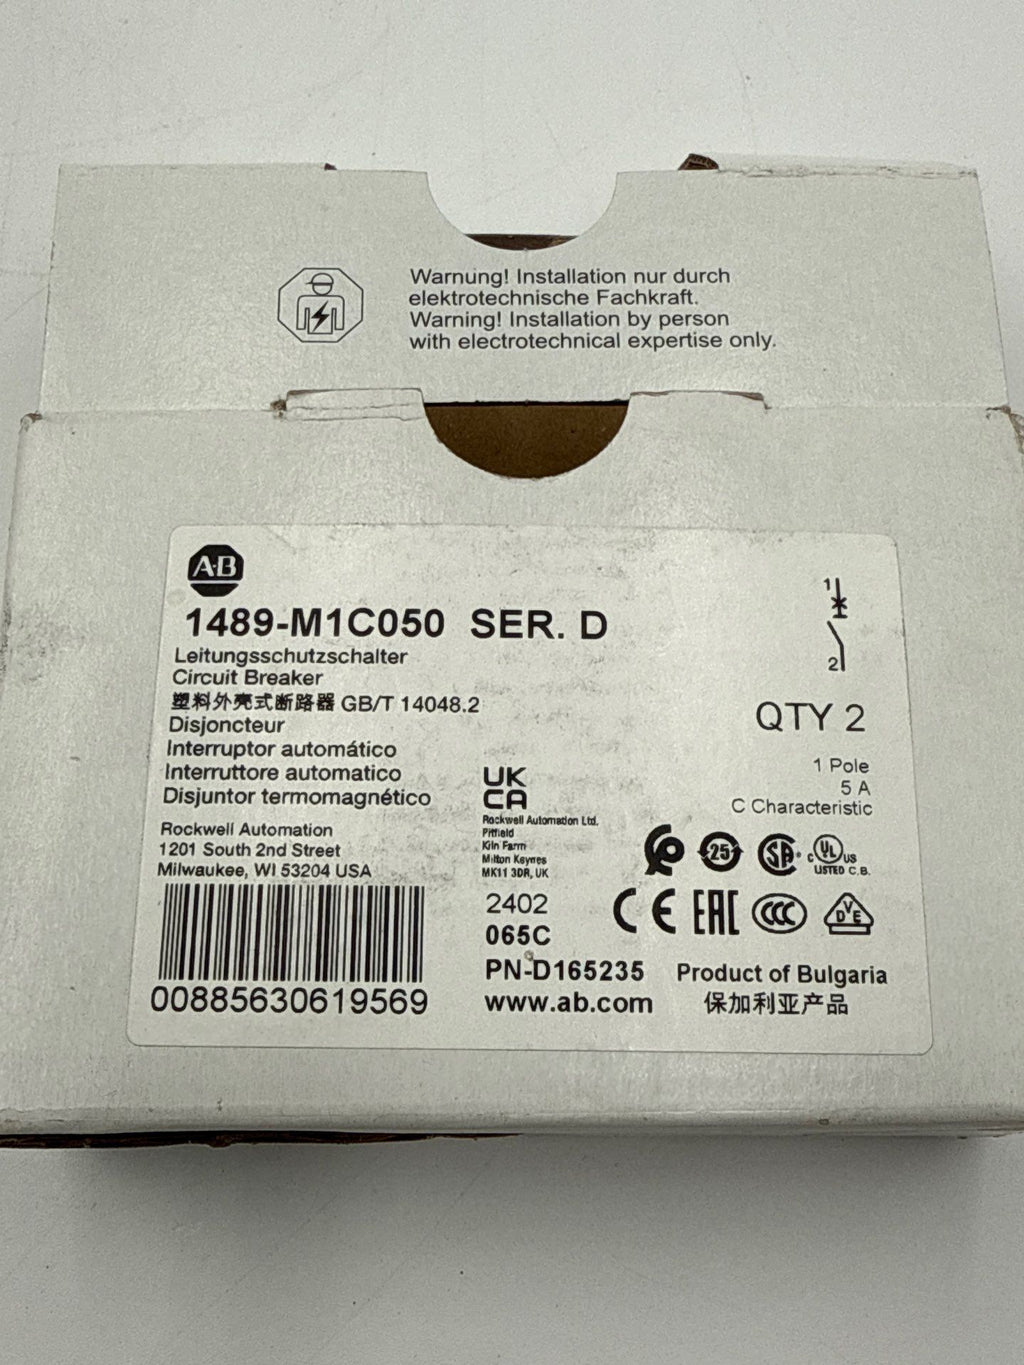 Warnung! Installation nur durch
elektrotechnische Fachkraft.
Warning! Installation by person
with electrotechnical expertise only.
A-B
1489-M1C050 SER. D
Leitungsschutzschalter
Circuit Breaker
塑料外壳式断路器 GB/T 14048.2
Disjoncteur
Interruptor automático
Interruttore automatico
Disjuntor termomagnético
Rockwell Automation
1201 South 2nd Street
Milwaukee, WI 53204 USA
00885630619569
UK
CA
Rockwell Automation Ltd.
Pitfield
Kiln Farm
Milton Keynes
MK11 3DR, UK
2402
065C
PN-D165235
www.ab.com
1
2
QTY 2
1 Pole
5 A
C Characteristic
25 SA c UL US
LISTED C.B.
CE EAC CCC DVE
Product of Bulgaria
保加利亚产品